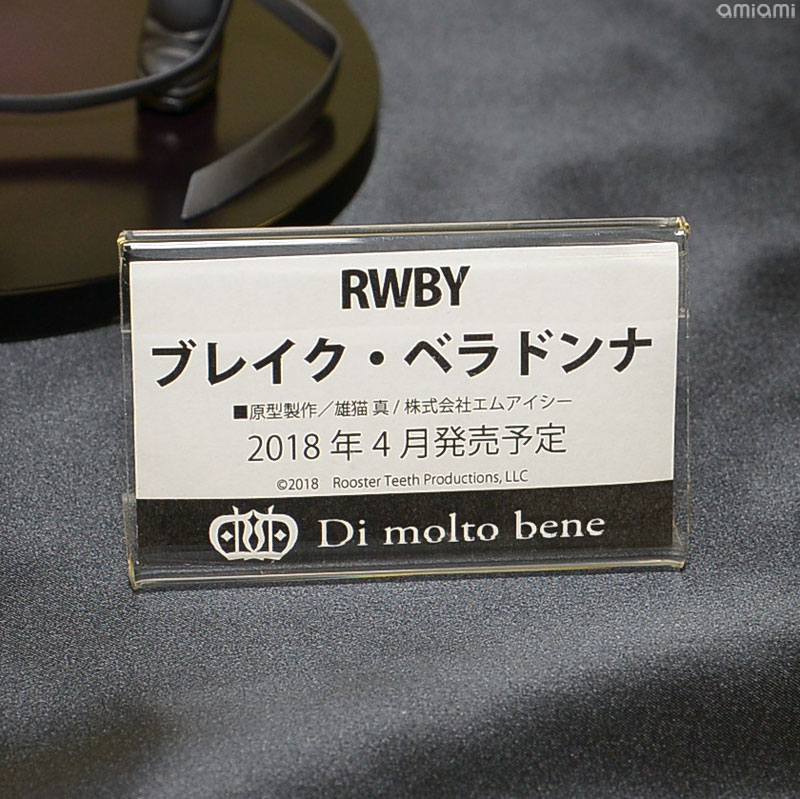 amiami
RWBY
ブレイク・ベラドンナ
■原型製作／雄猫 真 / 株式会社エムアイシー
2018 年 4 月発売予定
©2018 Rooster Teeth Productions, LLC
Di molto bene